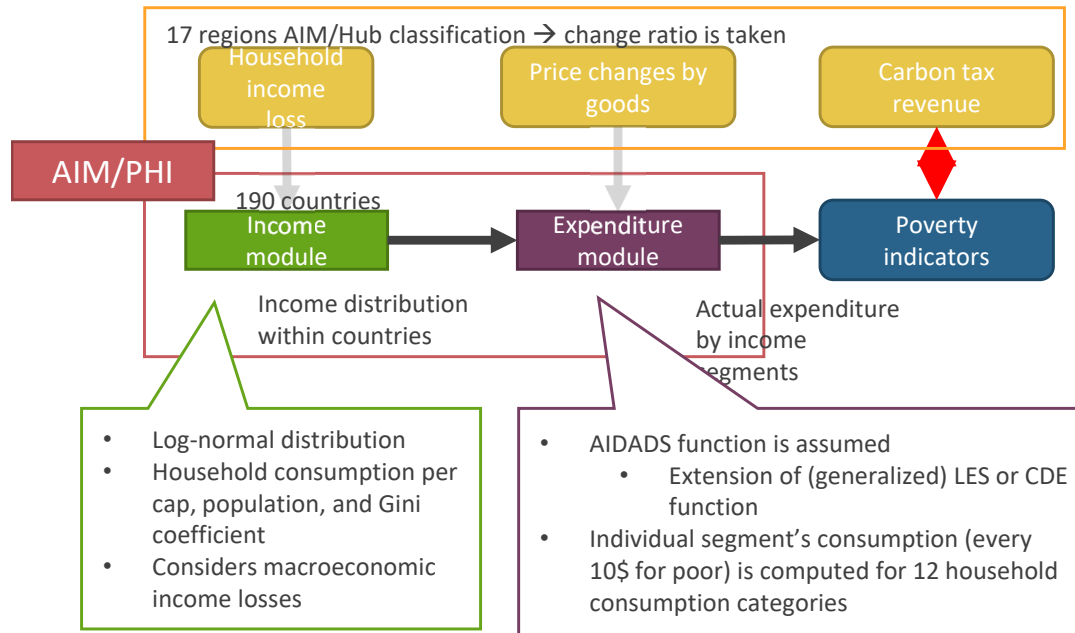 17 regions AIM/Hub classification → change ratio is taken
Household
income
loss
Price changes by
goods
Carbon tax
revenue
AIM/PHI
190 countries
Income
module
Expenditure
module
Poverty
indicators
Income distribution
within countries
Actual expenditure
by income
segments
• Log-normal distribution
• Household consumption per
cap, population, and Gini
coefficient
• Considers macroeconomic
income losses
• AIDADS function is assumed
• Extension of (generalized) LES or CDE
function
• Individual segment’s consumption (every
10$ for poor) is computed for 12 household
consumption categories